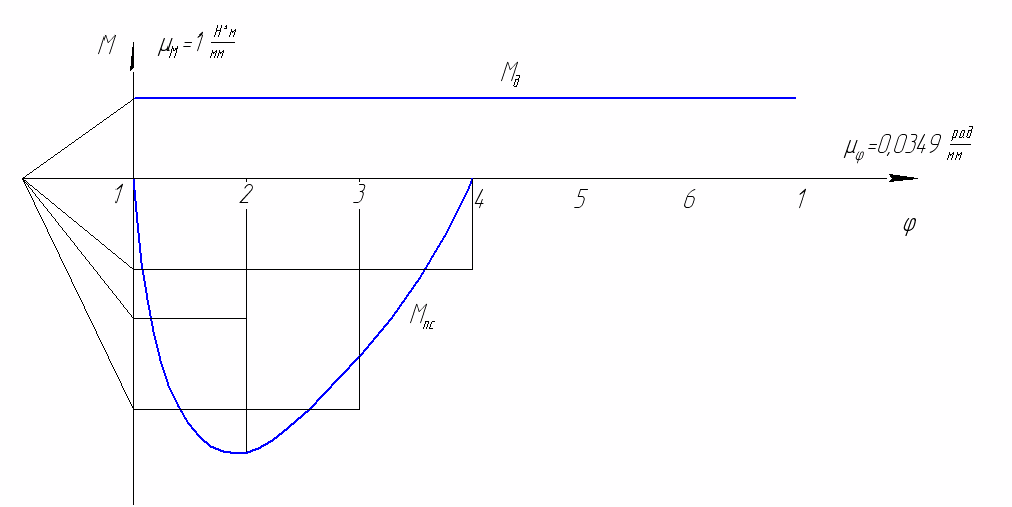 M μM=1 Н*м/мм
Mд
μφ=0,0349 рад/мм
1 2 3 4 5 6 1
φ
Mпс